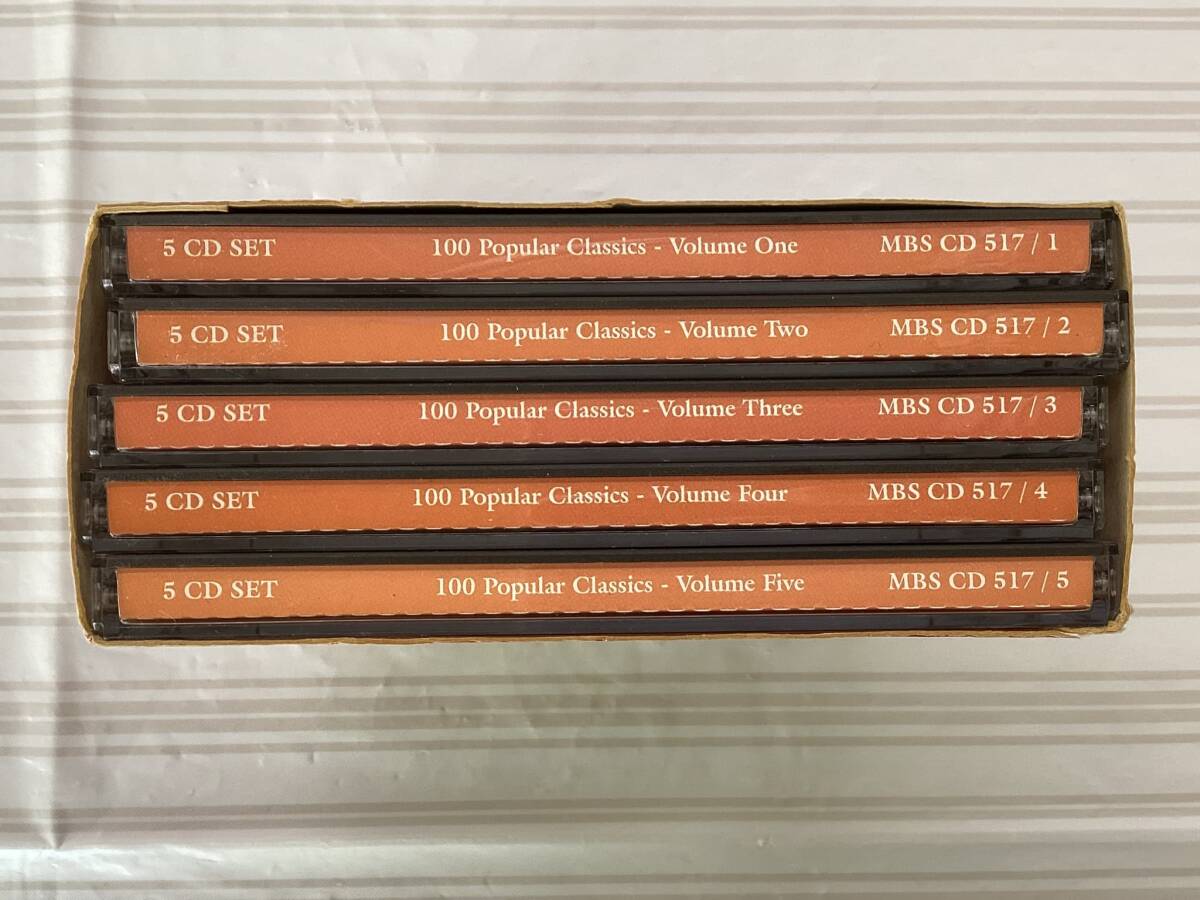 5 CD SET 100 Popular Classics - Volume One MBS CD 517 / 1
5 CD SET 100 Popular Classics - Volume Two MBS CD 517 / 2
5 CD SET 100 Popular Classics - Volume Three MBS CD 517 / 3
5 CD SET 100 Popular Classics - Volume Four MBS CD 517 / 4
5 CD SET 100 Popular Classics - Volume Five MBS CD 517 / 5